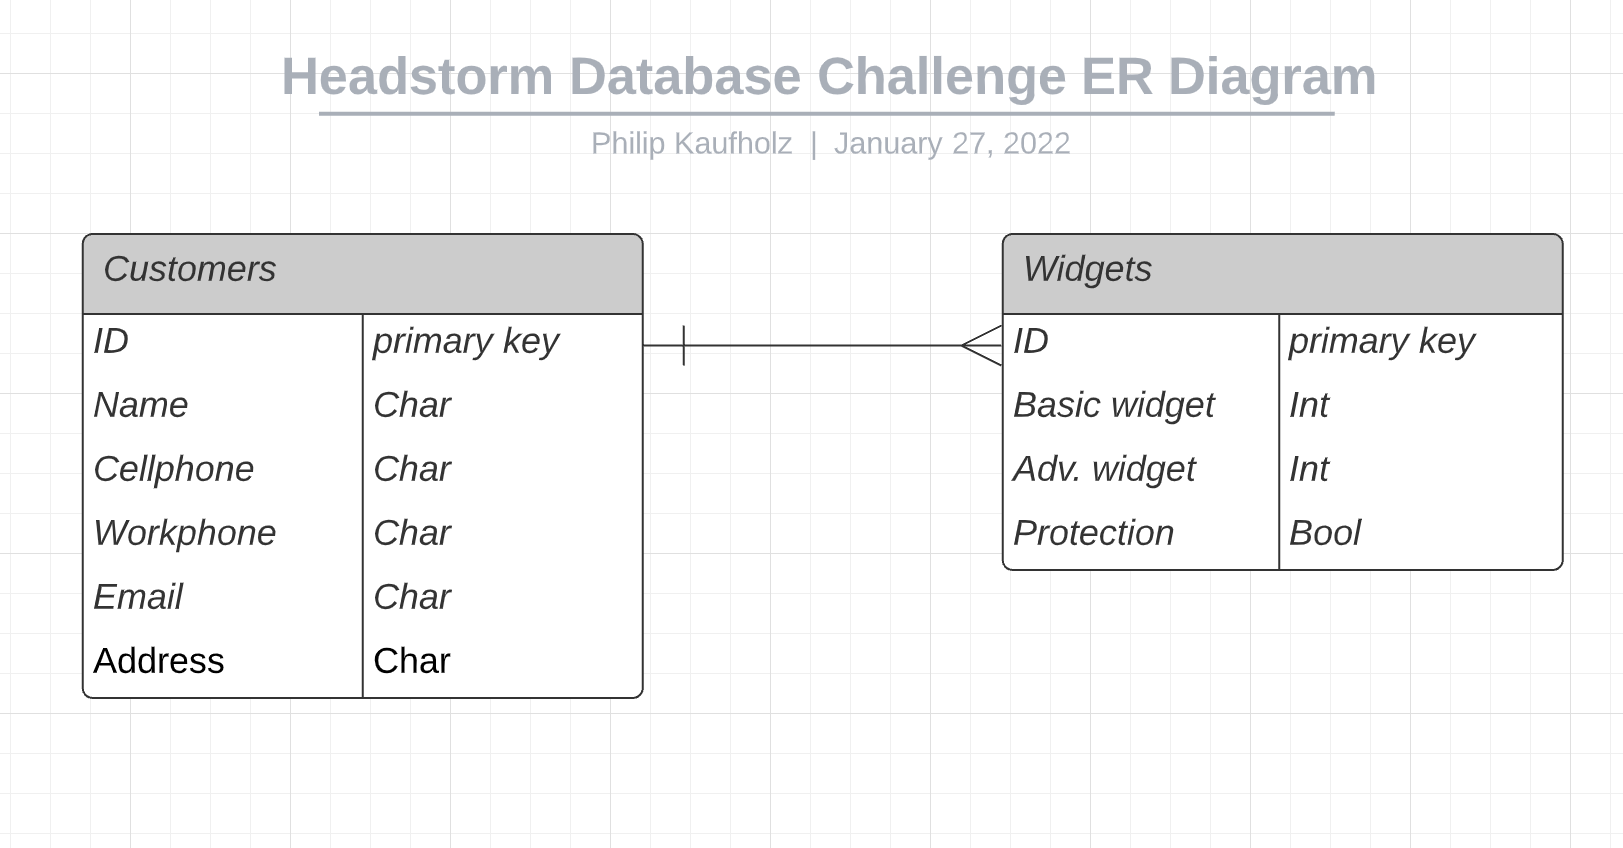 Headstorm Database Challenge ER Diagram
Philip Kaufholz | January 27, 2022
Customers
ID primary key
Name Char
Cellphone Char
Workphone Char
Email Char
Address Char
Widgets
ID primary key
Basic widget Int
Adv. widget Int
Protection Bool